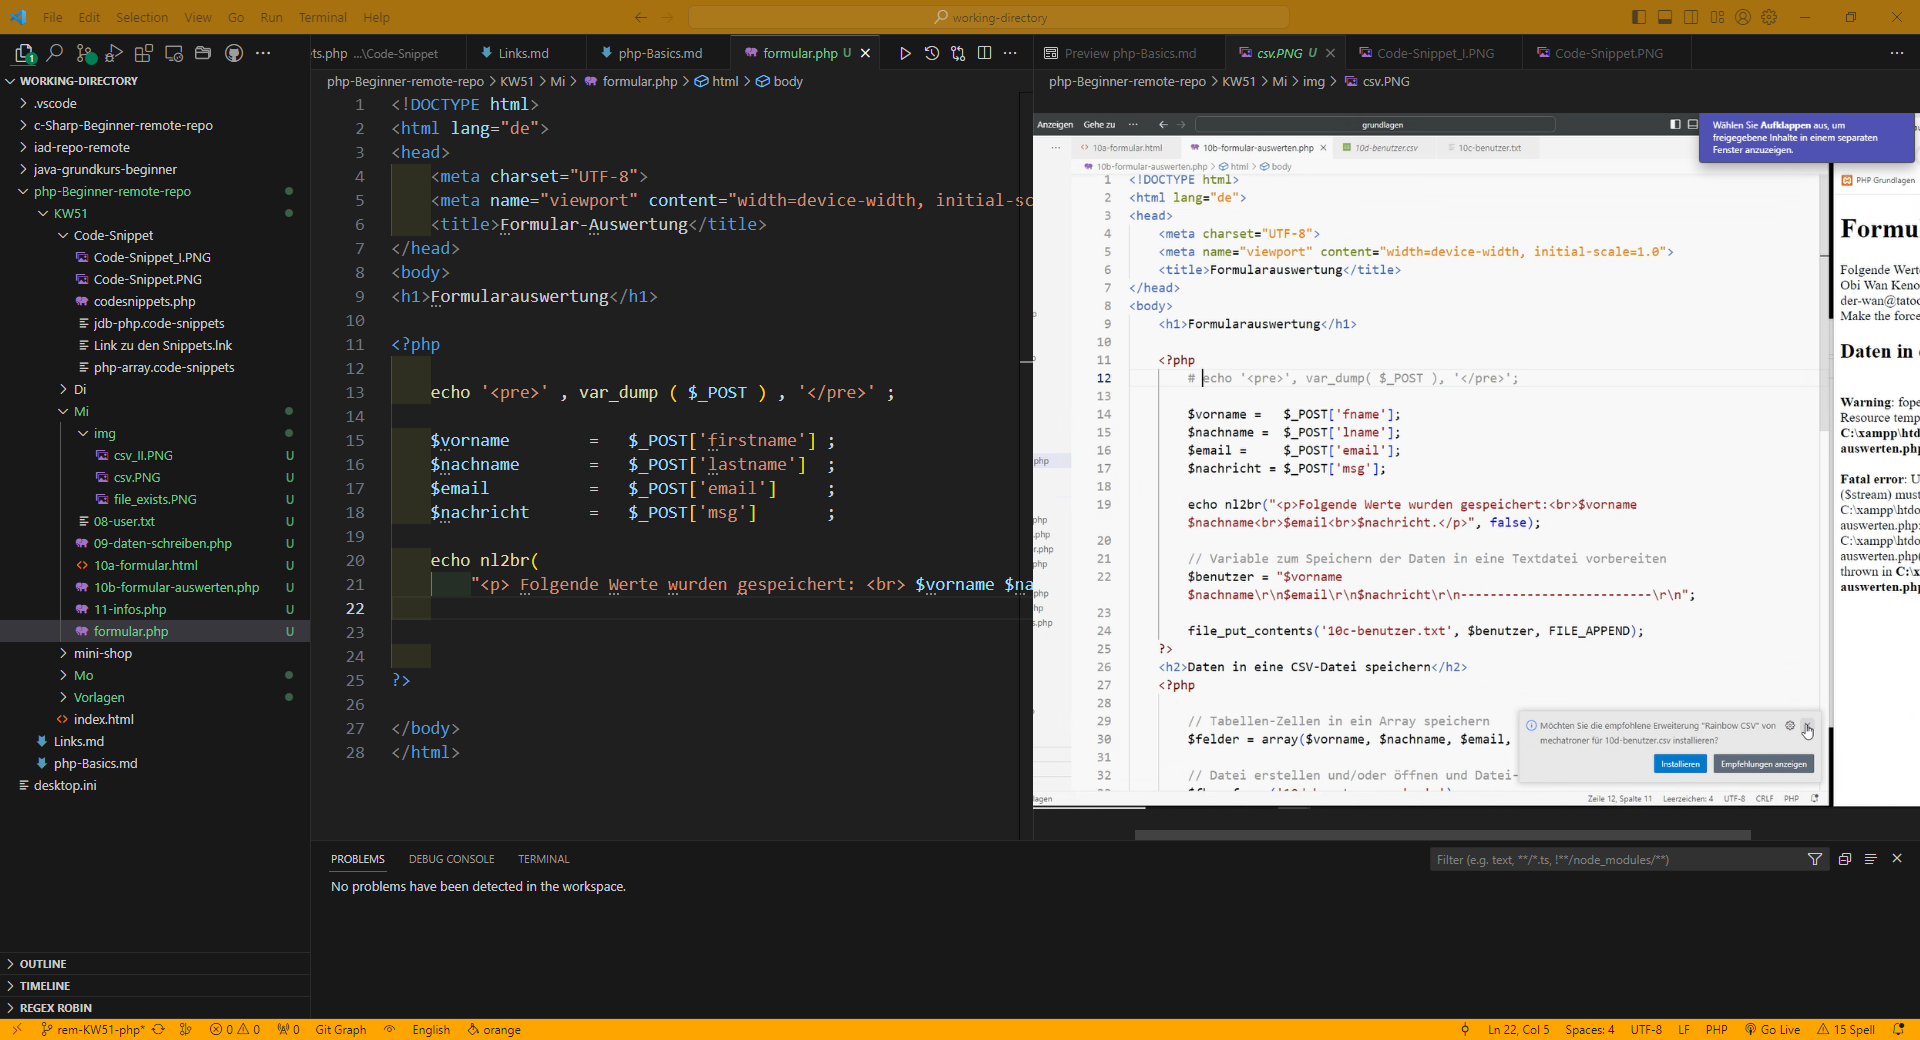 File Edit Selection View Go Run Terminal Help
working-directory
WORKING-DIRECTORY
.vscode
c-Sharp-Beginner-remote-repo
iad-repo-remote
java-grundkurs-beginner
php-Beginner-remote-repo
KW51
Code-Snippet
Code-Snippet_I.PNG
Code-Snippet.PNG
codesnippets.php
jdb-php.code-snippets
Link zu den Snippets.lnk
php-array.code-snippets
Di
Mi
img
csv_II.PNG U
csv.PNG U
file_exists.PNG U
08-user.txt U
09-daten-schreiben.php U
10a-formular.html U
10b-formular-auswerten.php U
11-infos.php U
formular.php U
mini-shop
Mo
Vorlagen
index.html
Links.md
php-Basics.md
desktop.ini
OUTLINE
TIMELINE
REGEX ROBIN
ts.php ...\Code-Snippet Links.md php-Basics.md formular.php U
php-Beginner-remote-repo > KW51 > Mi > formular.php > html > body
1 <!DOCTYPE html>
2 <html lang="de">
3 <head>
4 <meta charset="UTF-8">
5 <meta name="viewport" content="width=device-width, initial-sc
6 <title>Formular-Auswertung</title>
7 </head>
8 <body>
9 <h1>Formularauswertung</h1>
10
11 <?php
12
13 echo '<pre>' , var_dump ( $_POST ) , '</pre>' ;
14
15 $vorname = $_POST['firstname'] ;
16 $nachname = $_POST['lastname'] ;
17 $email = $_POST['email'] ;
18 $nachricht = $_POST['msg'] ;
19
20 echo nl2br(
21 "<p> Folgende Werte wurden gespeichert: <br> $vorname $na
22
23
24
25 ?>
26
27 </body>
28 </html>
Preview php-Basics.md csv.PNG U Code-Snippet_I.PNG Code-Snippet.PNG
php-Beginner-remote-repo > KW51 > Mi > img > csv.PNG
Anzeigen Gehe zu ... grundlagen
Wählen Sie Aufklappen aus, um
freigegebene Inhalte in einem separaten
Fenster anzuzeigen.
10a-formular.html 10b-formular-auswerten.php 10d-benutzer.csv 10c-benutzer.txt
10b-formular-auswerten.php > html > body
1 <!DOCTYPE html>
2 <html lang="de">
3 <head>
4 <meta charset="UTF-8">
5 <meta name="viewport" content="width=device-width, initial-scale=1.0">
6 <title>Formularauswertung</title>
7 </head>
8 <body>
9 <h1>Formularauswertung</h1>
10
11 <?php
12 # echo '<pre>', var_dump( $_POST ), '</pre>';
13
14 $vorname = $_POST['fname'];
15 $nachname = $_POST['lname'];
16 $email = $_POST['email'];
17 $nachricht = $_POST['msg'];
18
19 echo nl2br("<p>Folgende Werte wurden gespeichert:<br>$vorname
$nachname<br>$email<br>$nachricht.</p>", false);
20
21 // Variable zum Speichern der Daten in eine Textdatei vorbereiten
22 $benutzer = "$vorname
$nachname\r\n$email\r\n$nachricht\r\n--------------------------\r\n";
23
24 file_put_contents('10c-benutzer.txt', $benutzer, FILE_APPEND);
25 ?>
26 <h2>Daten in eine CSV-Datei speichern</h2>
27 <?php
28
29 // Tabellen-Zellen in ein Array speichern
30 $felder = array($vorname, $nachname, $email,
31
32 // Datei erstellen und/oder öffnen und Datei-
Möchten Sie die empfohlene Erweiterung "Rainbow CSV" von
mechatroner für 10d-benutzer.csv installieren?
Installieren Empfehlungen anzeigen
Zeile 12, Spalte 11 Leerzeichen: 4 UTF-8 CRLF PHP
PHP Grundlagen
Formu
Folgende Werte
Obi Wan Keno
der-wan@tatoo
Make the force
Daten in
Warning: fope
Resource temp
C:\xampp\htd
auswerten.php
Fatal error: U
($stream) must
C:\xampp\htdo
auswerten.php:
C:\xampp\htdo
auswerten.php(
thrown in C:\x
auswerten.php
PROBLEMS DEBUG CONSOLE TERMINAL
Filter (e.g. text, **/*.ts, !**/node_modules/**)
No problems have been detected in the workspace.
rem-KW51-php* 0 0 0 Git Graph English orange
Ln 22, Col 5 Spaces: 4 UTF-8 LF PHP Go Live 15 Spell